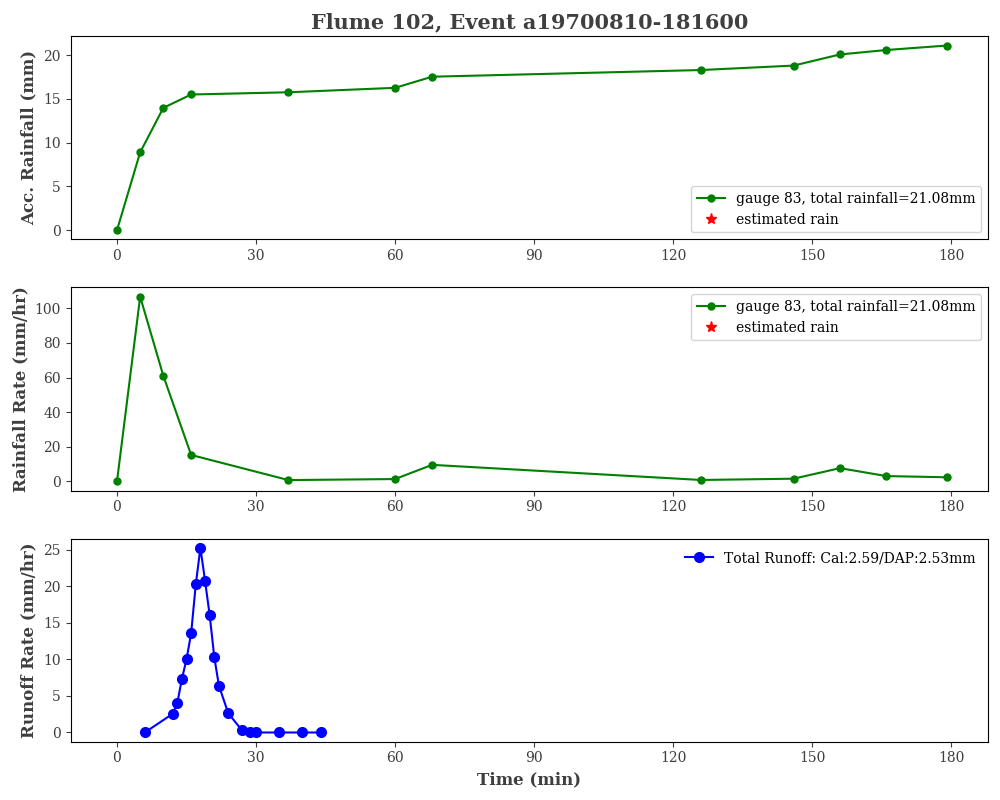 Flume 102, Event a19700810-181600
Acc. Rainfall (mm)
20
15
10
5
0
gauge 83, total rainfall=21.08mm
estimated rain
0 30 60 90 120 150 180
Rainfall Rate (mm/hr)
100
80
60
40
20
0
gauge 83, total rainfall=21.08mm
estimated rain
0 30 60 90 120 150 180
Runoff Rate (mm/hr)
25
20
15
10
5
0
Total Runoff: Cal:2.59/DAP:2.53mm
0 30 60 90 120 150 180
Time (min)